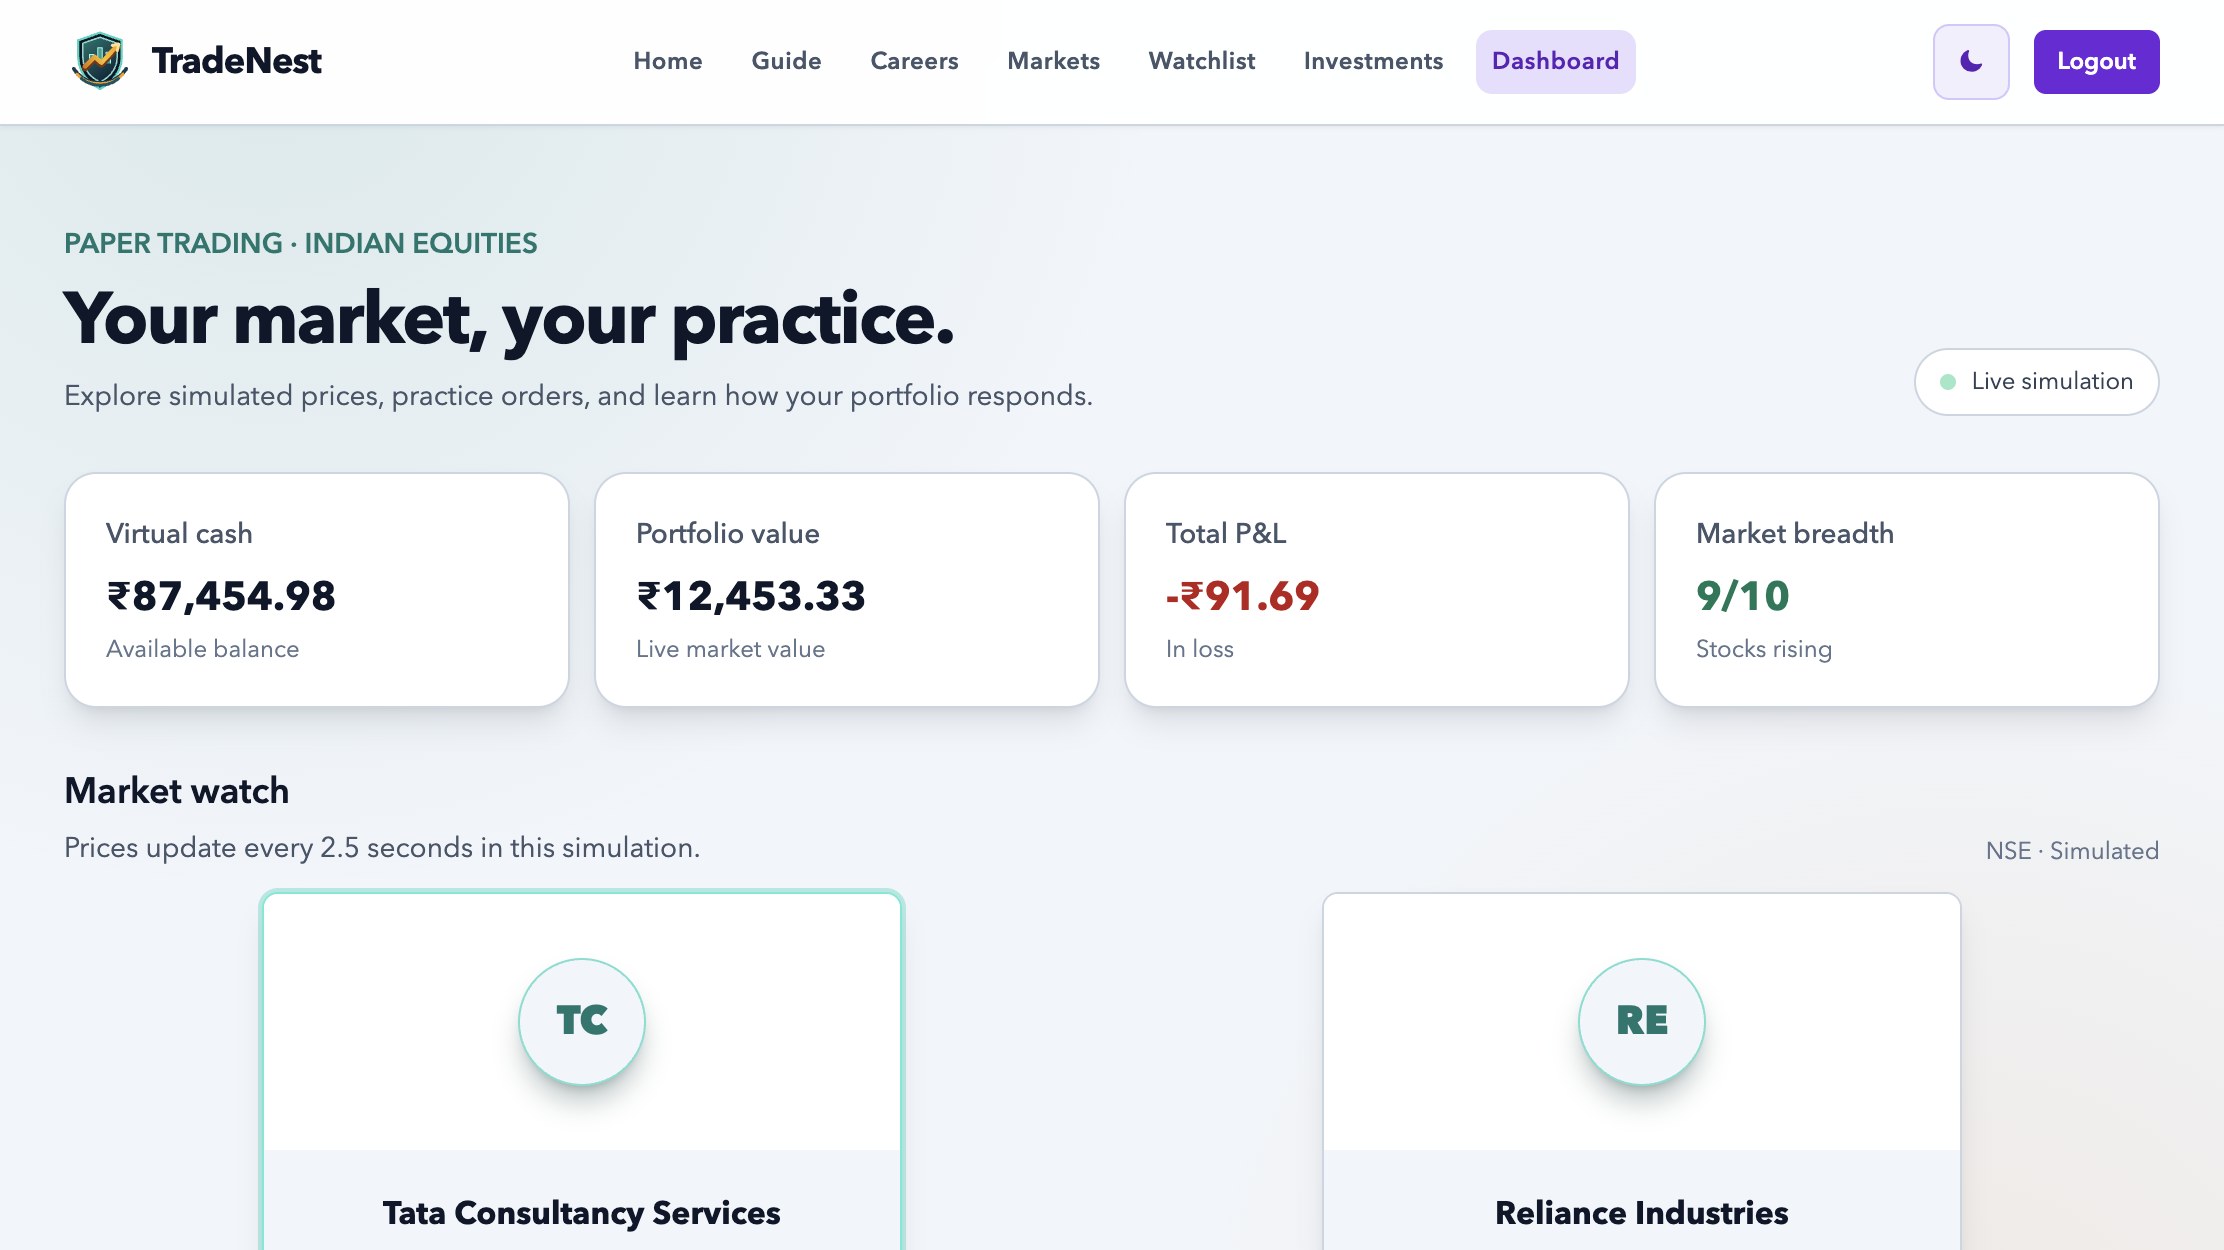 TradeNest
Home Guide Careers Markets Watchlist Investments Dashboard
Logout
PAPER TRADING · INDIAN EQUITIES
Your market, your practice.
Explore simulated prices, practice orders, and learn how your portfolio responds.
Live simulation
Virtual cash
₹87,454.98
Available balance
Portfolio value
₹12,453.33
Live market value
Total P&L
-₹91.69
In loss
Market breadth
9/10
Stocks rising
Market watch
Prices update every 2.5 seconds in this simulation.
NSE · Simulated
TC
Tata Consultancy Services
RE
Reliance Industries